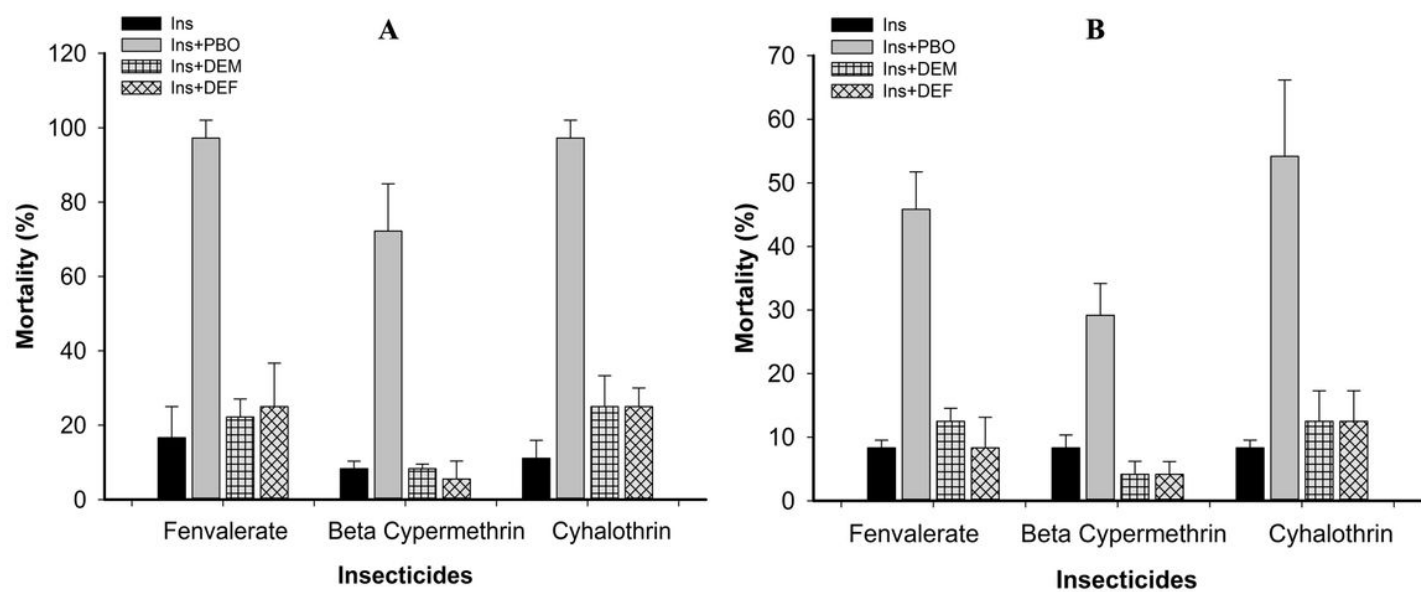 A
Ins
Ins+PBO
Ins+DEM
Ins+DEF
120
100
80
60
40
20
0
Mortality (%)
Fenvalerate Beta Cypermethrin Cyhalothrin
Insecticides
B
Ins
Ins+PBO
Ins+DEM
Ins+DEF
70
60
50
40
30
20
10
0
Mortality (%)
Fenvalerate Beta Cypermethrin Cyhalothrin
Insecticides